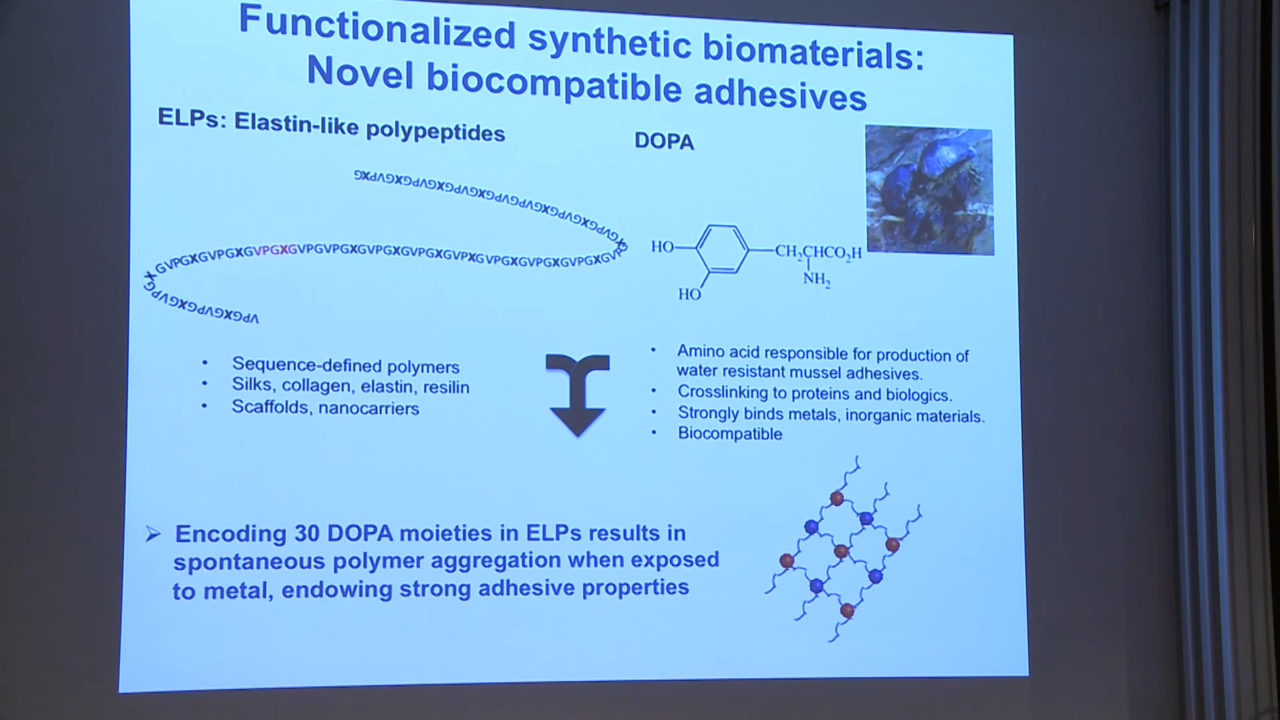 Functionalized synthetic biomaterials:
Novel biocompatible adhesives
ELPs: Elastin-like polypeptides
DOPA
HO
CH₂CHCO₂H
NH₂
HO
• Sequence-defined polymers
• Silks, collagen, elastin, resilin
• Scaffolds, nanocarriers
• Amino acid responsible for production of
water resistant mussel adhesives.
• Crosslinking to proteins and biologics.
• Strongly binds metals, inorganic materials.
• Biocompatible
➢ Encoding 30 DOPA moieties in ELPs results in
spontaneous polymer aggregation when exposed
to metal, endowing strong adhesive properties